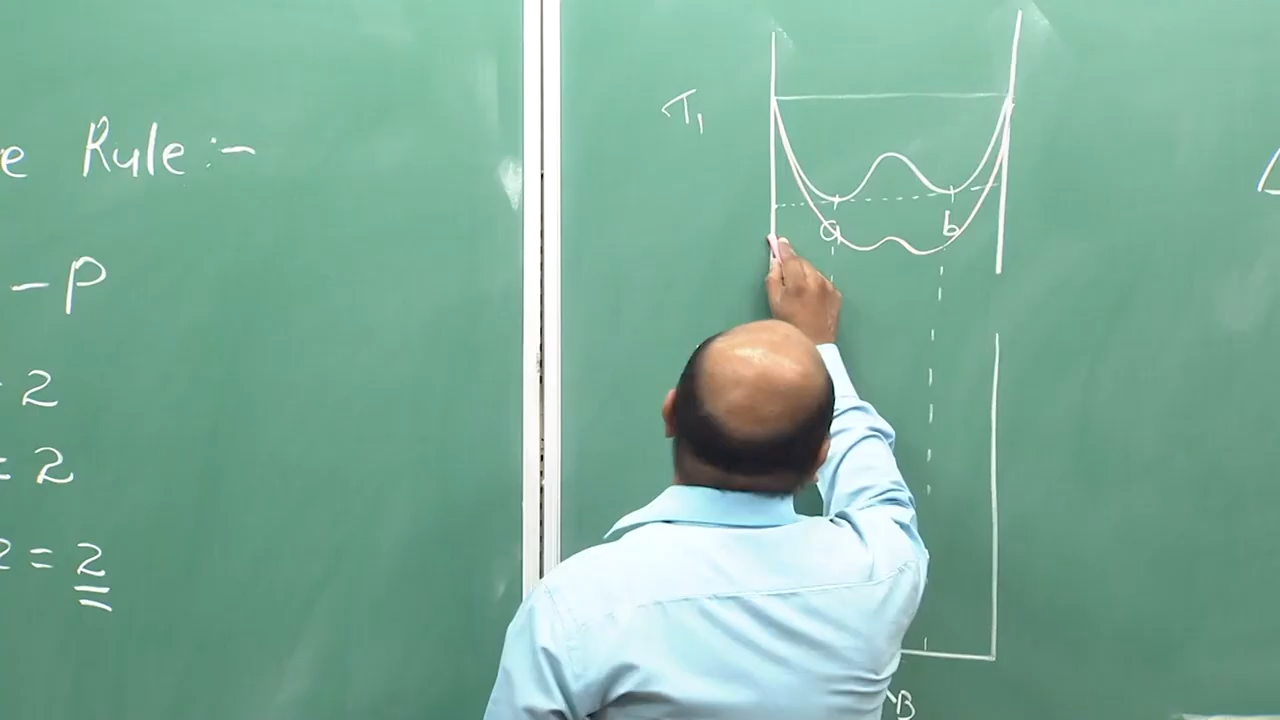 e Rule :-
- P
2
= 2
2 = 2
T₁
a
b
B